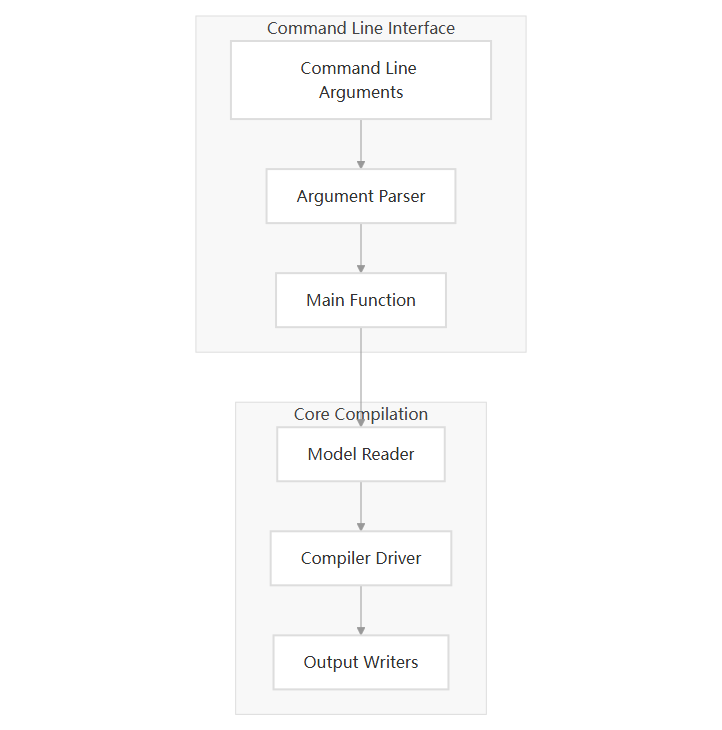 Command Line Interface
Command Line
Arguments
Argument Parser
Main Function
Core Compilation
Model Reader
Compiler Driver
Output Writers